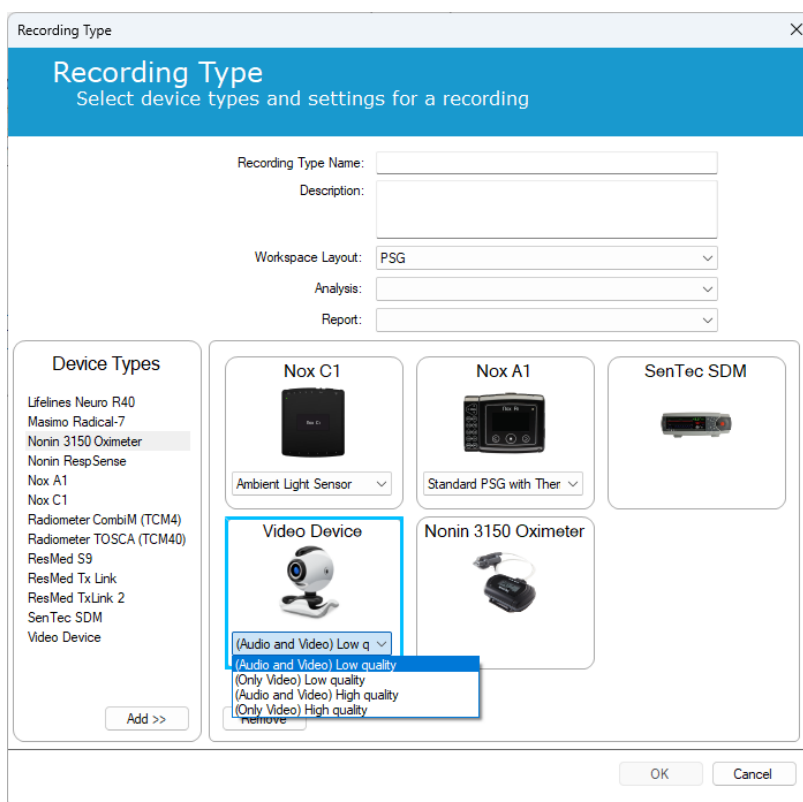 Recording Type
Recording Type
Select device types and settings for a recording
Recording Type Name:
Description:
Workspace Layout: PSG
Analysis:
Report:
Device Types
Lifelines Neuro R40
Masimo Radical-7
Nonin 3150 Oximeter
Nonin RespSense
Nox A1
Nox C1
Radiometer CombiM (TCM4)
Radiometer TOSCA (TCM40)
ResMed S9
ResMed Tx Link
ResMed TxLink 2
SenTec SDM
Video Device
Add >>
Nox C1
Nox C1
Ambient Light Sensor
Nox A1
Nox A1
Standard PSG with Ther
SenTec SDM
Video Device
(Audio and Video) Low q
(Audio and Video) Low quality
(Only Video) Low quality
(Audio and Video) High quality
(Only Video) High quality
Nonin 3150 Oximeter
Remove
OK
Cancel